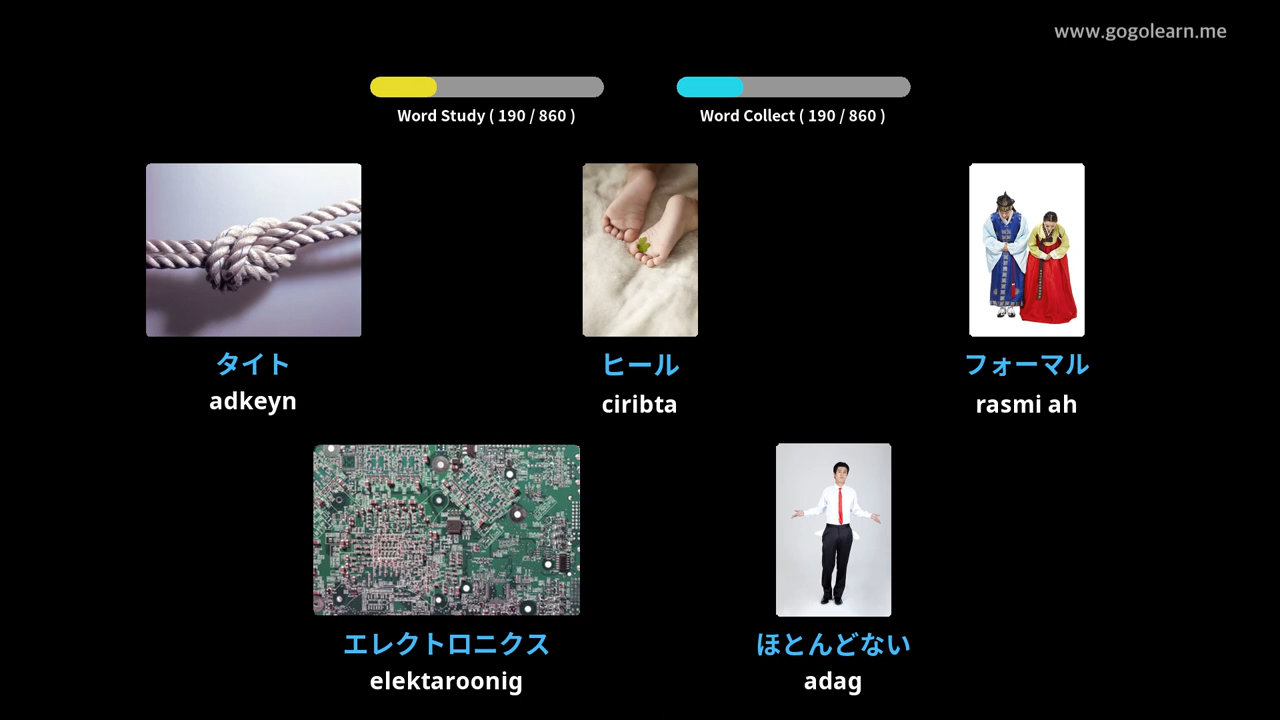 www.gogolearn.me
Word Study ( 190 / 860 )
Word Collect ( 190 / 860 )
タイト
adkeyn
ヒール
ciribta
フォーマル
rasmi ah
エレクトロニクス
elektaroonig
ほとんどない
adag